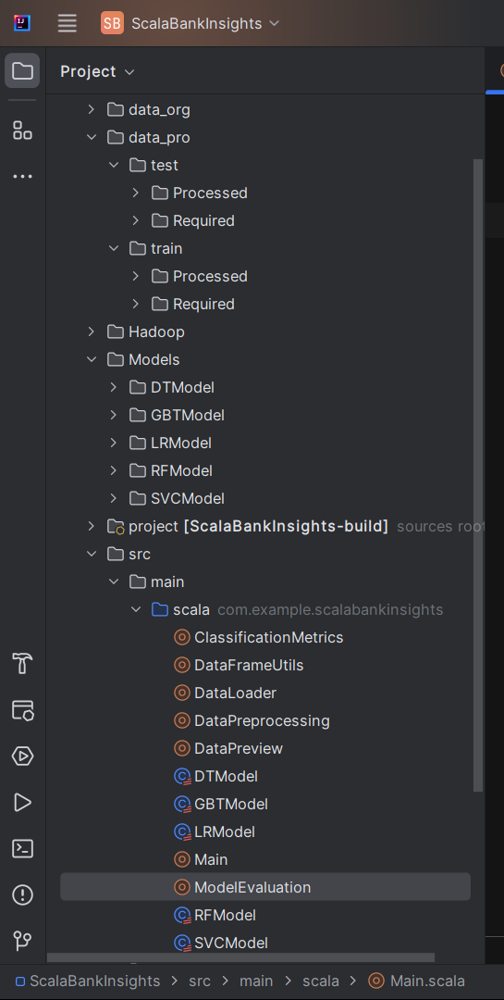 SB ScalaBankInsights
Project
data_org
data_pro
test
Processed
Required
train
Processed
Required
Hadoop
Models
DTModel
GBTModel
LRModel
RFModel
SVCModel
project [ScalaBankInsights-build] sources root
src
main
scala com.example.scalabankinsights
ClassificationMetrics
DataFrameUtils
DataLoader
DataPreprocessing
DataPreview
DTModel
GBTModel
LRModel
Main
ModelEvaluation
RFModel
SVCModel
ScalaBankInsights > src > main > scala > Main.scala